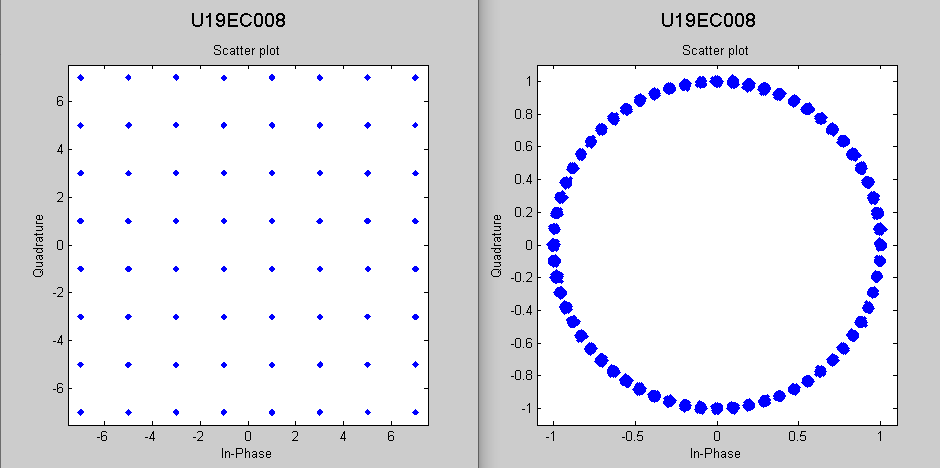 U19EC008
Scatter plot
6
4
2
0
-2
-4
-6
Quadrature
-6 -4 -2 0 2 4 6
In-Phase
U19EC008
Scatter plot
1
0.8
0.6
0.4
0.2
0
-0.2
-0.4
-0.6
-0.8
-1
Quadrature
-1 -0.5 0 0.5 1
In-Phase